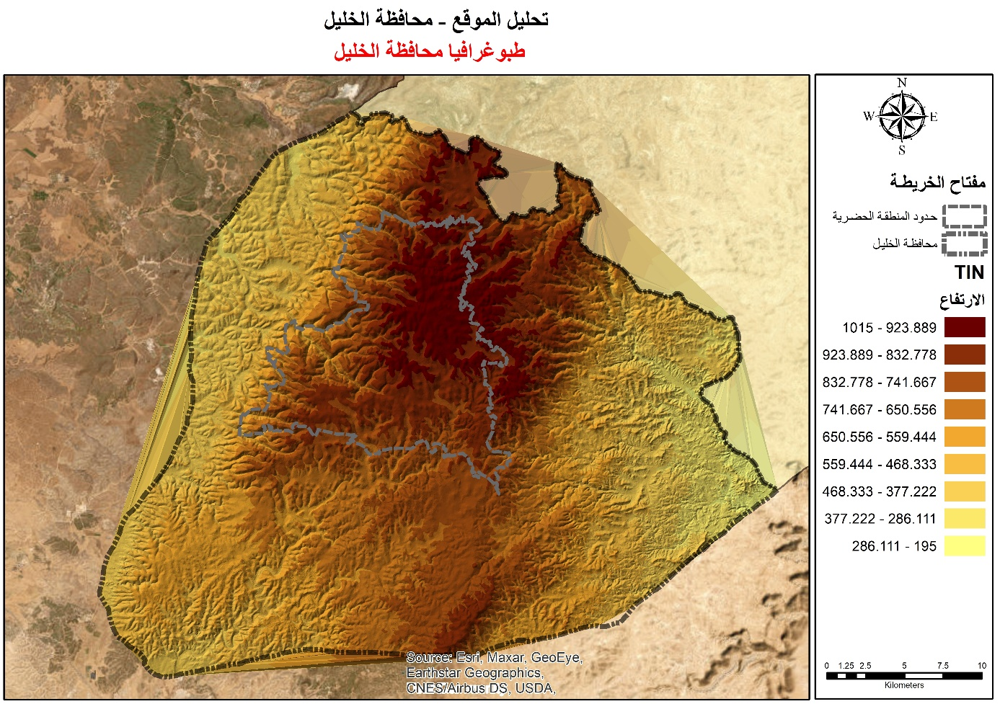 تحليل الموقع - محافظة الخليل
طبوغرافيا محافظة الخليل
N
W E
S
مفتاح الخريطة
حدود المنطقة الحضرية
محافظة الخليل
TIN
الارتفاع
1015 - 923.889
923.889 - 832.778
832.778 - 741.667
741.667 - 650.556
650.556 - 559.444
559.444 - 468.333
468.333 - 377.222
377.222 - 286.111
286.111 - 195
0 1.25 2.5 5 7.5 10
Kilometers
Source: Esri, Maxar, GeoEye,
Earthstar Geographics,
CNES/Airbus DS, USDA,